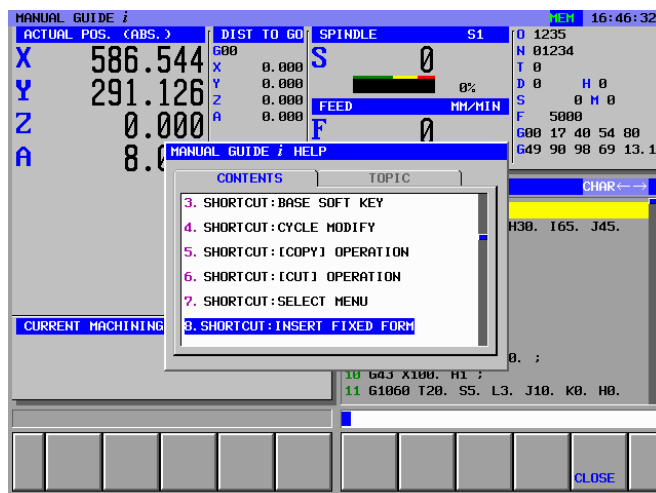 MANUAL GUIDE i
MEM 16:46:32
ACTUAL POS. (ABS.)
X 586.544
Y 291.126
Z 0.000
A 8.0
DIST TO GO
G00
X 0.000
Y 0.000
Z 0.000
A 0.000
SPINDLE S1
S 0
0%
FEED MM/MIN
F 0
O 1235
N 01234
T 0
D 0 H 0
S 0 M 0
F 5000
G00 17 40 54 80
G49 90 98 69 13.1
MANUAL GUIDE i HELP
CONTENTS TOPIC
3. SHORTCUT:BASE SOFT KEY
4. SHORTCUT:CYCLE MODIFY
5. SHORTCUT:[COPY] OPERATION
6. SHORTCUT:[CUT] OPERATION
7. SHORTCUT:SELECT MENU
8. SHORTCUT:INSERT FIXED FORM
CURRENT MACHINING
CHAR←→
H30. I65. J45.
0. ;
10 G43 X100. H1 ;
11 G1060 T20. S5. L3. J10. K0. H0.
CLOSE